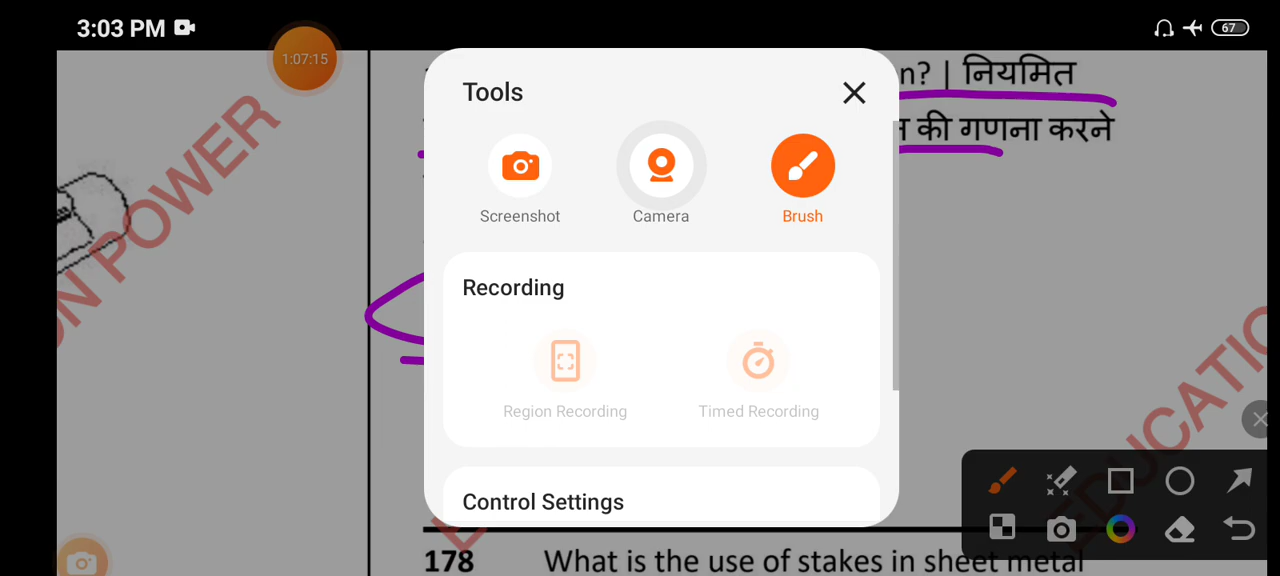 3:03 PM
67
1:07:15
Tools
n? | नियमित
की गणना करने
Screenshot
Camera
Brush
Recording
Region Recording
Timed Recording
Control Settings
178 What is the use of stakes in sheet metal
ON POWER
EDUCATIO